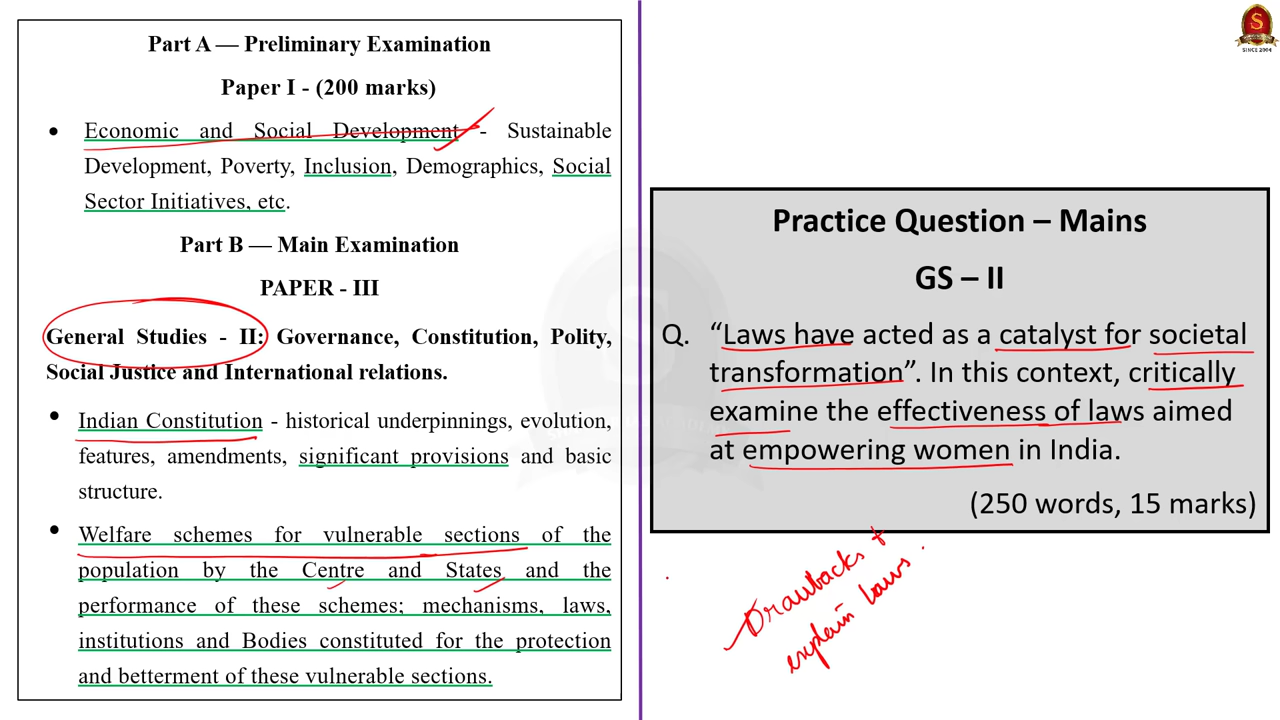 Part A — Preliminary Examination
Paper I - (200 marks)
• Economic and Social Development - Sustainable
Development, Poverty, Inclusion, Demographics, Social
Sector Initiatives, etc.
Part B — Main Examination
PAPER - III
General Studies - II: Governance, Constitution, Polity,
Social Justice and International relations.
• Indian Constitution - historical underpinnings, evolution,
features, amendments, significant provisions and basic
structure.
• Welfare schemes for vulnerable sections of the
population by the Centre and States and the
performance of these schemes; mechanisms, laws,
institutions and Bodies constituted for the protection
and betterment of these vulnerable sections.
S
SINCE 2004
Practice Question – Mains
GS – II
Q. “Laws have acted as a catalyst for societal
transformation”. In this context, critically
examine the effectiveness of laws aimed
at empowering women in India.
(250 words, 15 marks)
Drawbacks +
explain laws.